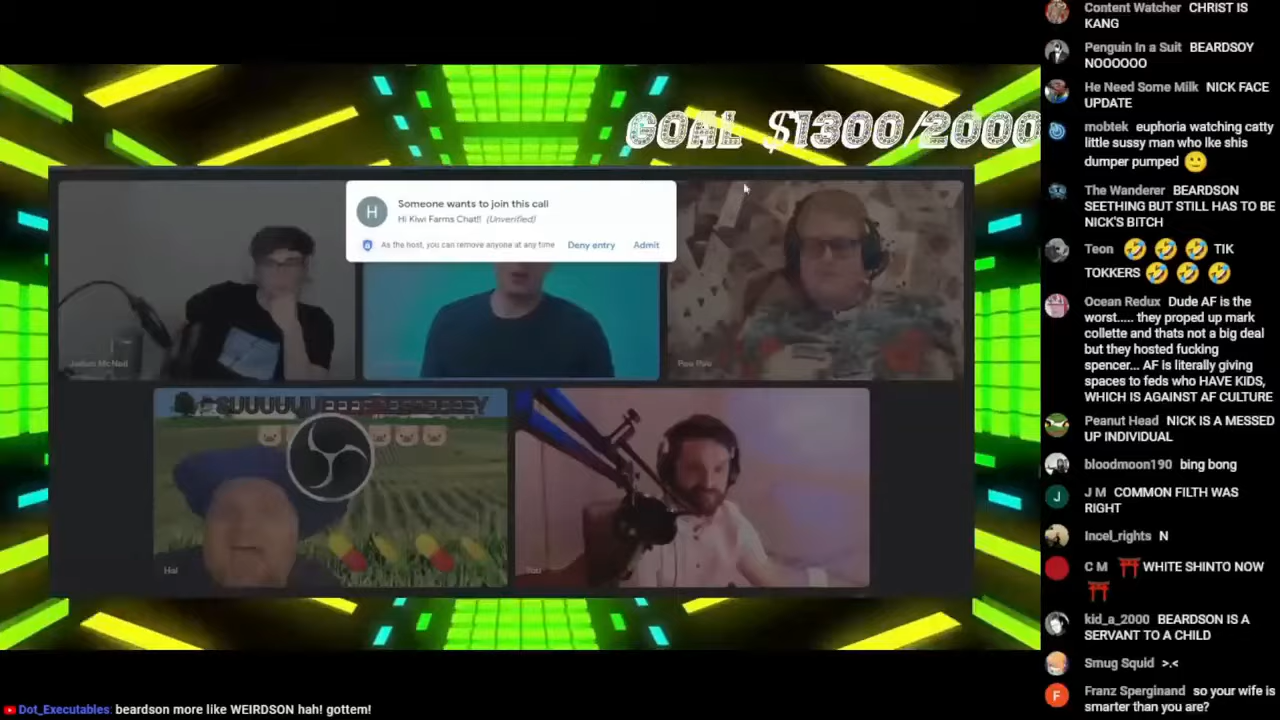 GOAL $1300/2000
Someone wants to join this call
H
Hi Kiwi Farms Chat!! (Unverified)
As the host, you can remove anyone at any time
Deny entry
Admit
Poo Poo
SUUUUUUEEEEEEEEEEEEEY
Hal
You
Content Watcher CHRIST IS
KANG
Penguin In a Suit BEARDSOY
NOOOOOO
He Need Some Milk NICK FACE
UPDATE
mobtek euphoria watching catty
little sussy man who lke shis
dumper pumped 🙂
The Wanderer BEARDSON
SEETHING BUT STILL HAS TO BE
NICK'S BITCH
Teon 🤣 🤣 🤣 TIK
TOKKERS 🤣 🤣 🤣
Ocean Redux Dude AF is the
worst..... they proped up mark
collette and thats not a big deal
but they hosted fucking
spencer... AF is literally giving
spaces to feds who HAVE KIDS,
WHICH IS AGAINST AF CULTURE
Peanut Head NICK IS A MESSED
UP INDIVIDUAL
bloodmoon190 bing bong
J
J M COMMON FILTH WAS
RIGHT
Incel_rights N
C M ⛩️WHITE SHINTO NOW
⛩️
kid_a_2000 BEARDSON IS A
SERVANT TO A CHILD
Smug Squid >.<
F
Franz Sperginand so your wife is
smarter than you are?
Dot_Executables: beardson more like WEIRDSON hah! gottem!